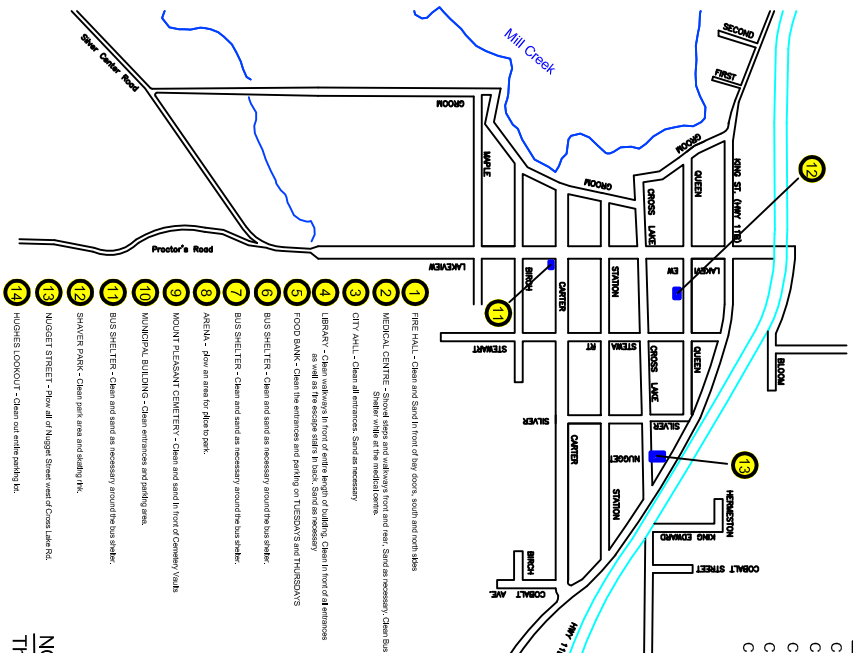 SECOND
FIRST
Mill Creek
Silver Center Road
GROOM
GROOM
GROOM
MAPLE
QUEEN
KING ST. (HWY 11B)
CROSS LAKE
12
Proctor's Road
LAKEVIEW
BIRCH
CARTER
STATION
LAKEVI
EW
11
STEWART
STEWA
RT
CROSS LAKE
QUEEN
BLOOM
SILVER
SILVER
CARTER
NUGGET
STATION
13
HERMESTON
KING EDWARD
COBALT STREET
BIRCH
COBALT
AVE.
HWY 11B
1 FIRE HALL - Clean and Sand in front of bay doors, south and north sides
2 MEDICAL CENTRE - Shovel steps and walkways front and rear, Sand as necessary, Clean Bus
Shelter while at the medical centre.
3 CITY AHLL - Clean all entrances. Sand as necessary
4 LIBRARY - Clean walkways in front of entire length of building, Clean in front of all entrances
as well as fire escape stairs in back. Sand as necessary
5 FOOD BANK - Clean the entrances and parking on TUESDAYS and THURSDAYS
6 BUS SHELTER - Clean and sand as necessary around the bus shelter.
7 BUS SHELTER - Clean and sand as necessary around the bus shelter.
8 ARENA - plow an area for plice to park.
9 MOUNT PLEASANT CEMETERY - Clean and sand in front of Cemetery Vaults
10 MUNICIPAL BUILDING - Clean entrances and parking area.
11 BUS SHELTER - Clean and sand as necessary around the bus shelter.
12 SHAVER PARK - Clean park area and skating rink.
13 NUGGET STREET - Plow all of Nugget Street west of Cross Lake Rd.
14 HUGHES LOOKOUT - Clean out entire parking lot.
C
C
C
C
C